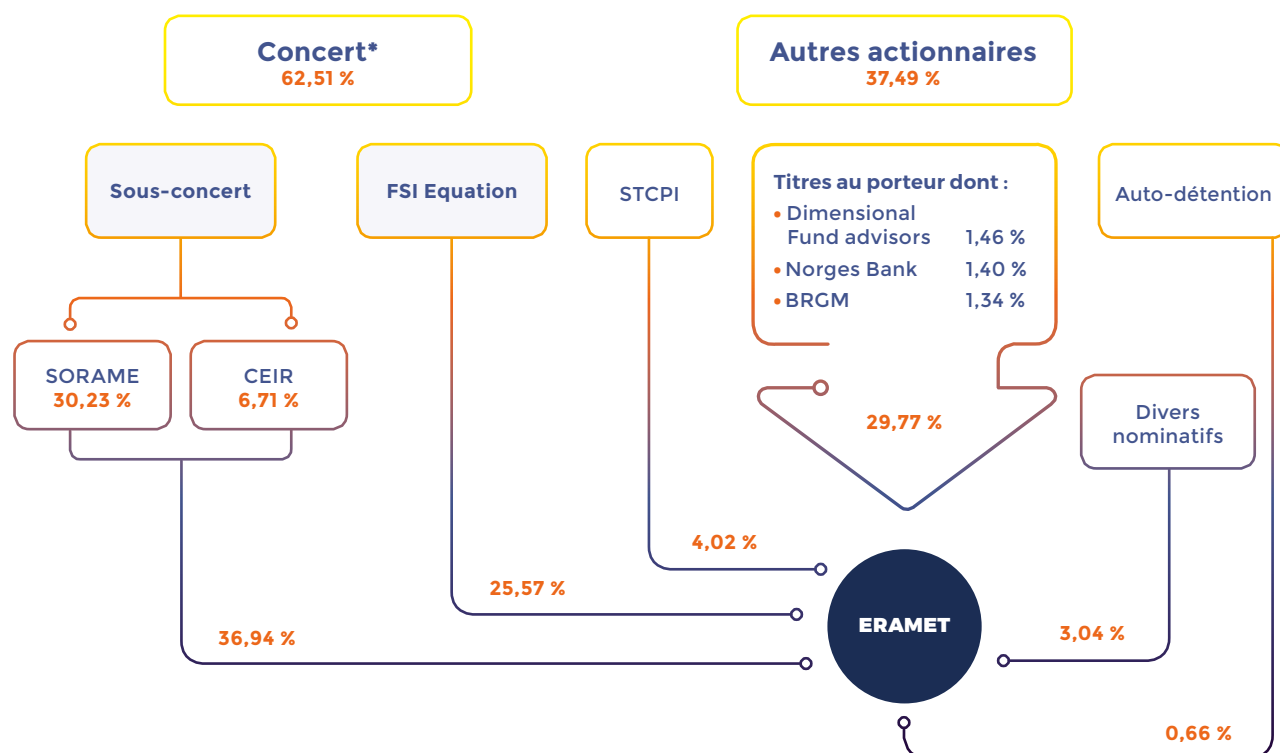 Concert*
62,51 %
Autres actionnaires
37,49 %
Sous-concert
FSI Equation
STCPI
Titres au porteur dont :
• Dimensional
Fund advisors 1,46 %
• Norges Bank 1,40 %
• BRGM 1,34 %
Auto-détention
SORAME
30,23 %
CEIR
6,71 %
29,77 %
Divers
nominatifs
4,02 %
25,57 %
36,94 %
ERAMET
3,04 %
0,66 %